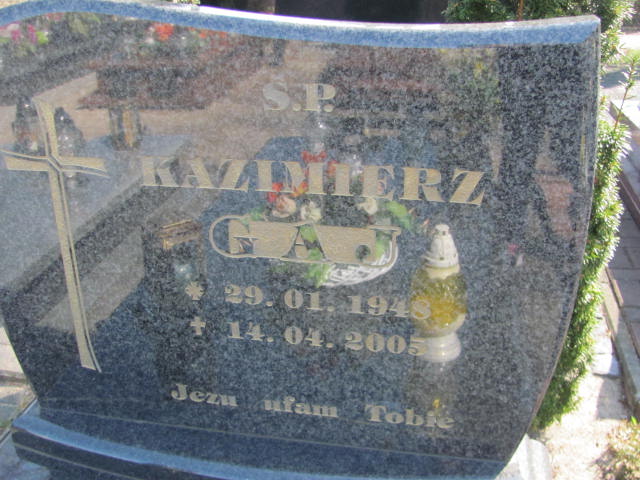 Ś.P.
KAZIMIERZ
GAJ
* 29. 01. 1948
✝ 14. 04. 2005
Jezu ufam Tobie